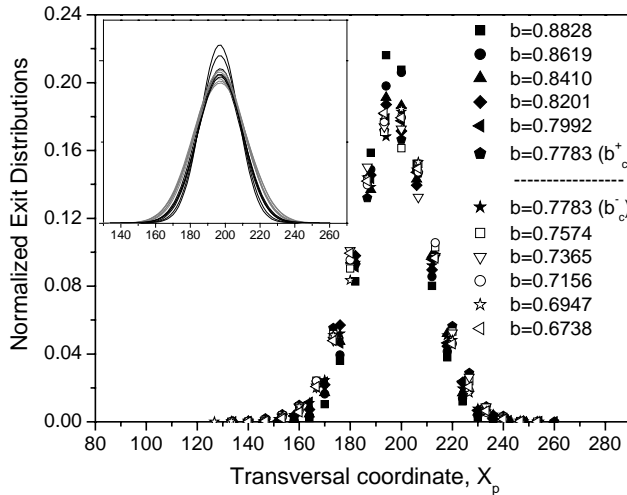 Normalized Exit Distributions
0.24
0.20
0.16
0.12
0.08
0.04
0.00
140 160 180 200 220 240 260
b=0.8828
b=0.8619
b=0.8410
b=0.8201
b=0.7992
b=0.7783 (b⁺c)
--------------------
b=0.7783 (b⁻c)
b=0.7574
b=0.7365
b=0.7156
b=0.6947
b=0.6738
80 100 120 140 160 180 200 220 240 260 280
Transversal coordinate, Xp